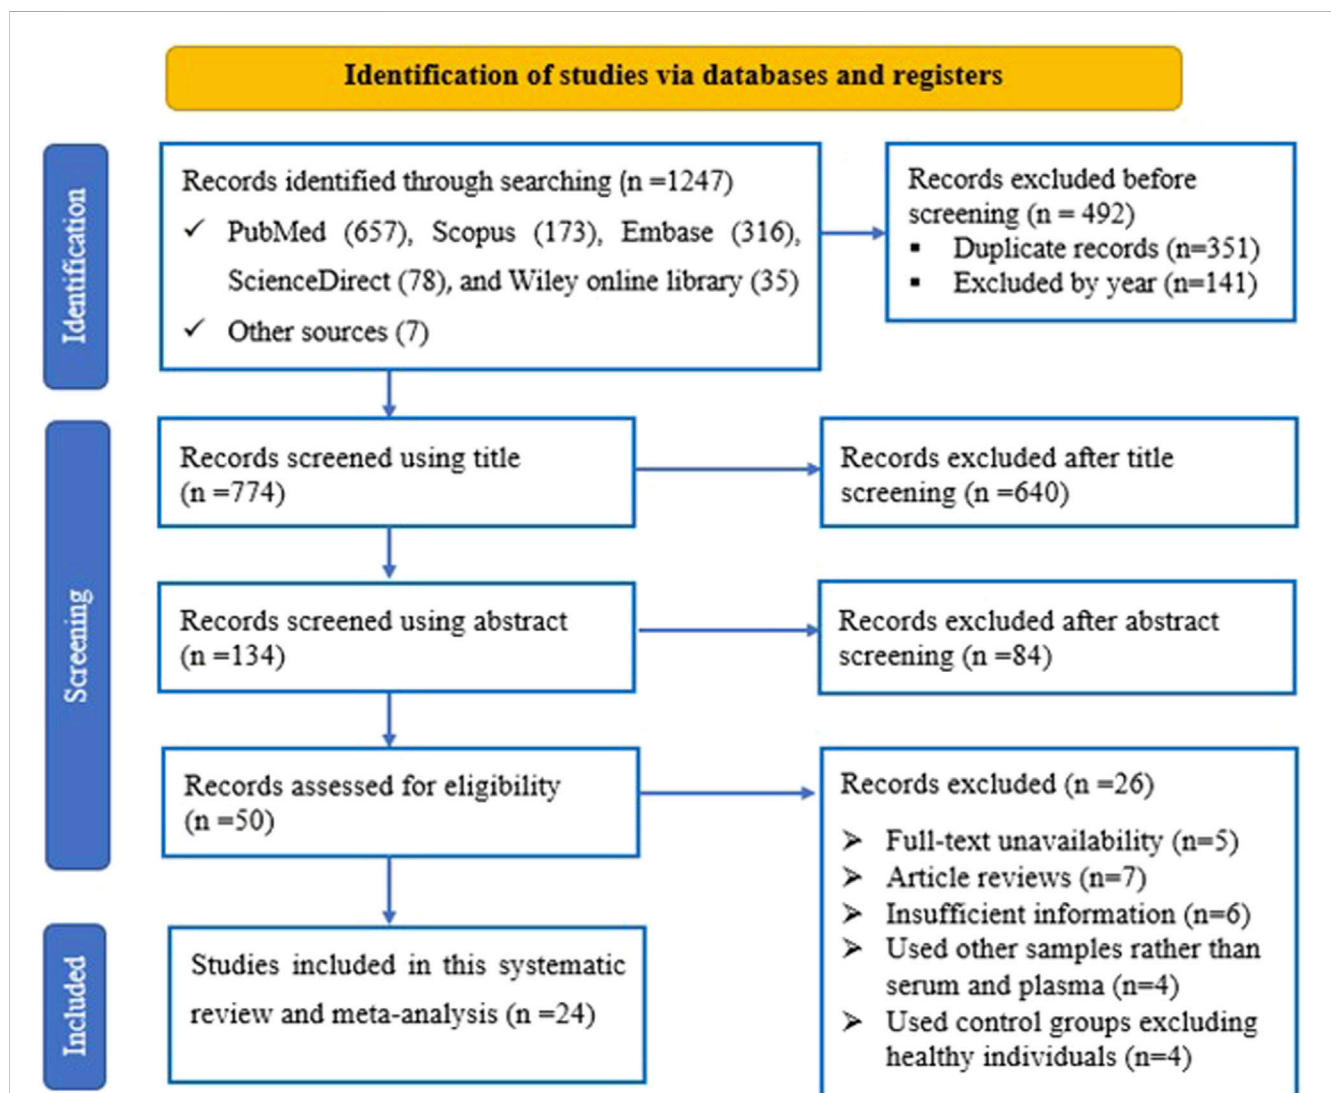 Identification of studies via databases and registers
Identification
Records identified through searching (n =1247)
✓ PubMed (657), Scopus (173), Embase (316),
ScienceDirect (78), and Wiley online library (35)
✓ Other sources (7)
Records excluded before
screening (n = 492)
▪ Duplicate records (n=351)
▪ Excluded by year (n=141)
Screening
Records screened using title
(n =774)
Records excluded after title
screening (n =640)
Records screened using abstract
(n =134)
Records excluded after abstract
screening (n =84)
Records assessed for eligibility
(n =50)
Records excluded (n =26)
➢ Full-text unavailability (n=5)
➢ Article reviews (n=7)
➢ Insufficient information (n=6)
➢ Used other samples rather than
serum and plasma (n=4)
➢ Used control groups excluding
healthy individuals (n=4)
Included
Studies included in this systematic
review and meta-analysis (n =24)